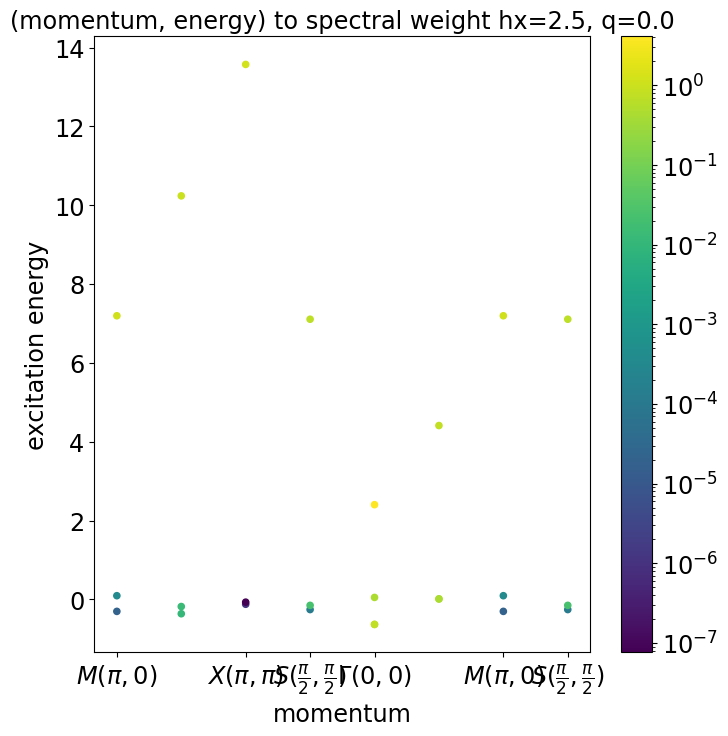 (momentum, energy) to spectral weight hx=2.5, q=0.0
14
12
10
8
6
4
2
0
excitation energy
M(π, 0)
X(π, π)
S(π/2, π/2)
Γ(0, 0)
M(π, 0)
S(π/2, π/2)
momentum
10⁰
10⁻¹
10⁻²
10⁻³
10⁻⁴
10⁻⁵
10⁻⁶
10⁻⁷